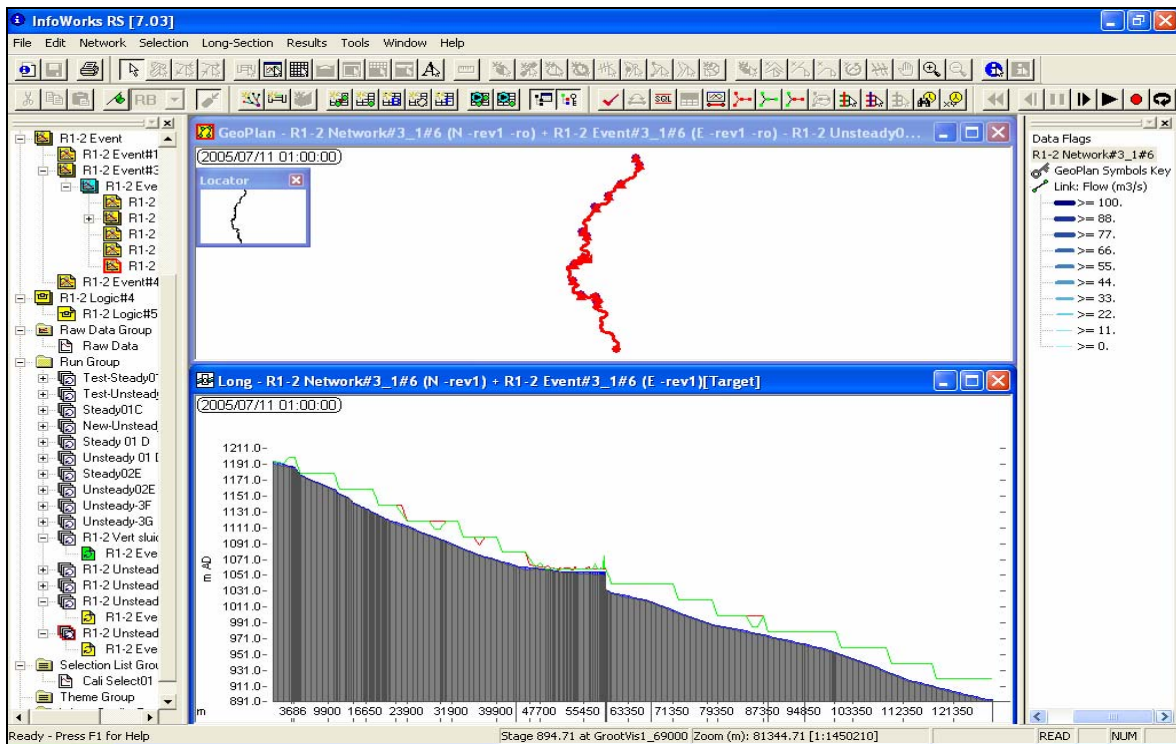 InfoWorks RS [7.03]
File Edit Network Selection Long-Section Results Tools Window Help
RB
SQL
R1-2 Event
R1-2 Event#1
R1-2 Event#3
R1-2 Eve
R1-2
R1-2
R1-2
R1-2
R1-2
R1-2 Event#4
R1-2 Logic#4
R1-2 Logic#5
Raw Data Group
Raw Data
Run Group
Test-Steady01
Test-Unsteady
Steady01C
New-Unstead
Steady 01 D
Unsteady 01 D
Steady02E
Unsteady02E
Unsteady-3F
Unsteady-3G
R1-2 Vert sluic
R1-2 Eve
R1-2 Unstead
R1-2 Unstead
R1-2 Unstead
R1-2 Eve
R1-2 Unstead
R1-2 Eve
Selection List Grou
Cali Select01
Theme Group
GeoPlan - R1-2 Network#3_1#6 (N -rev1 -ro) + R1-2 Event#3_1#6 (E -rev1 -ro) - R1-2 Unsteady0...
2005/07/11 01:00:00
Locator
Long - R1-2 Network#3_1#6 (N -rev1) + R1-2 Event#3_1#6 (E -rev1)[Target]
2005/07/11 01:00:00
1211.0
1191.0
1171.0
1151.0
1131.0
1111.0
1091.0
1071.0
1051.0
1031.0
1011.0
991.0
971.0
951.0
931.0
911.0
891.0
m AD
m 3686 9900 16650 23900 31900 39900 47700 55450 63350 71350 79350 87350 94850 103350 112350 121350
Data Flags
R1-2 Network#3_1#6
GeoPlan Symbols Key
Link: Flow (m3/s)
>= 100.
>= 88.
>= 77.
>= 66.
>= 55.
>= 44.
>= 33.
>= 22.
>= 11.
>= 0.
Ready - Press F1 for Help
Stage 894.71 at GrootVis1_69000 Zoom (m): 81344.71 [1:1450210]
READ NUM